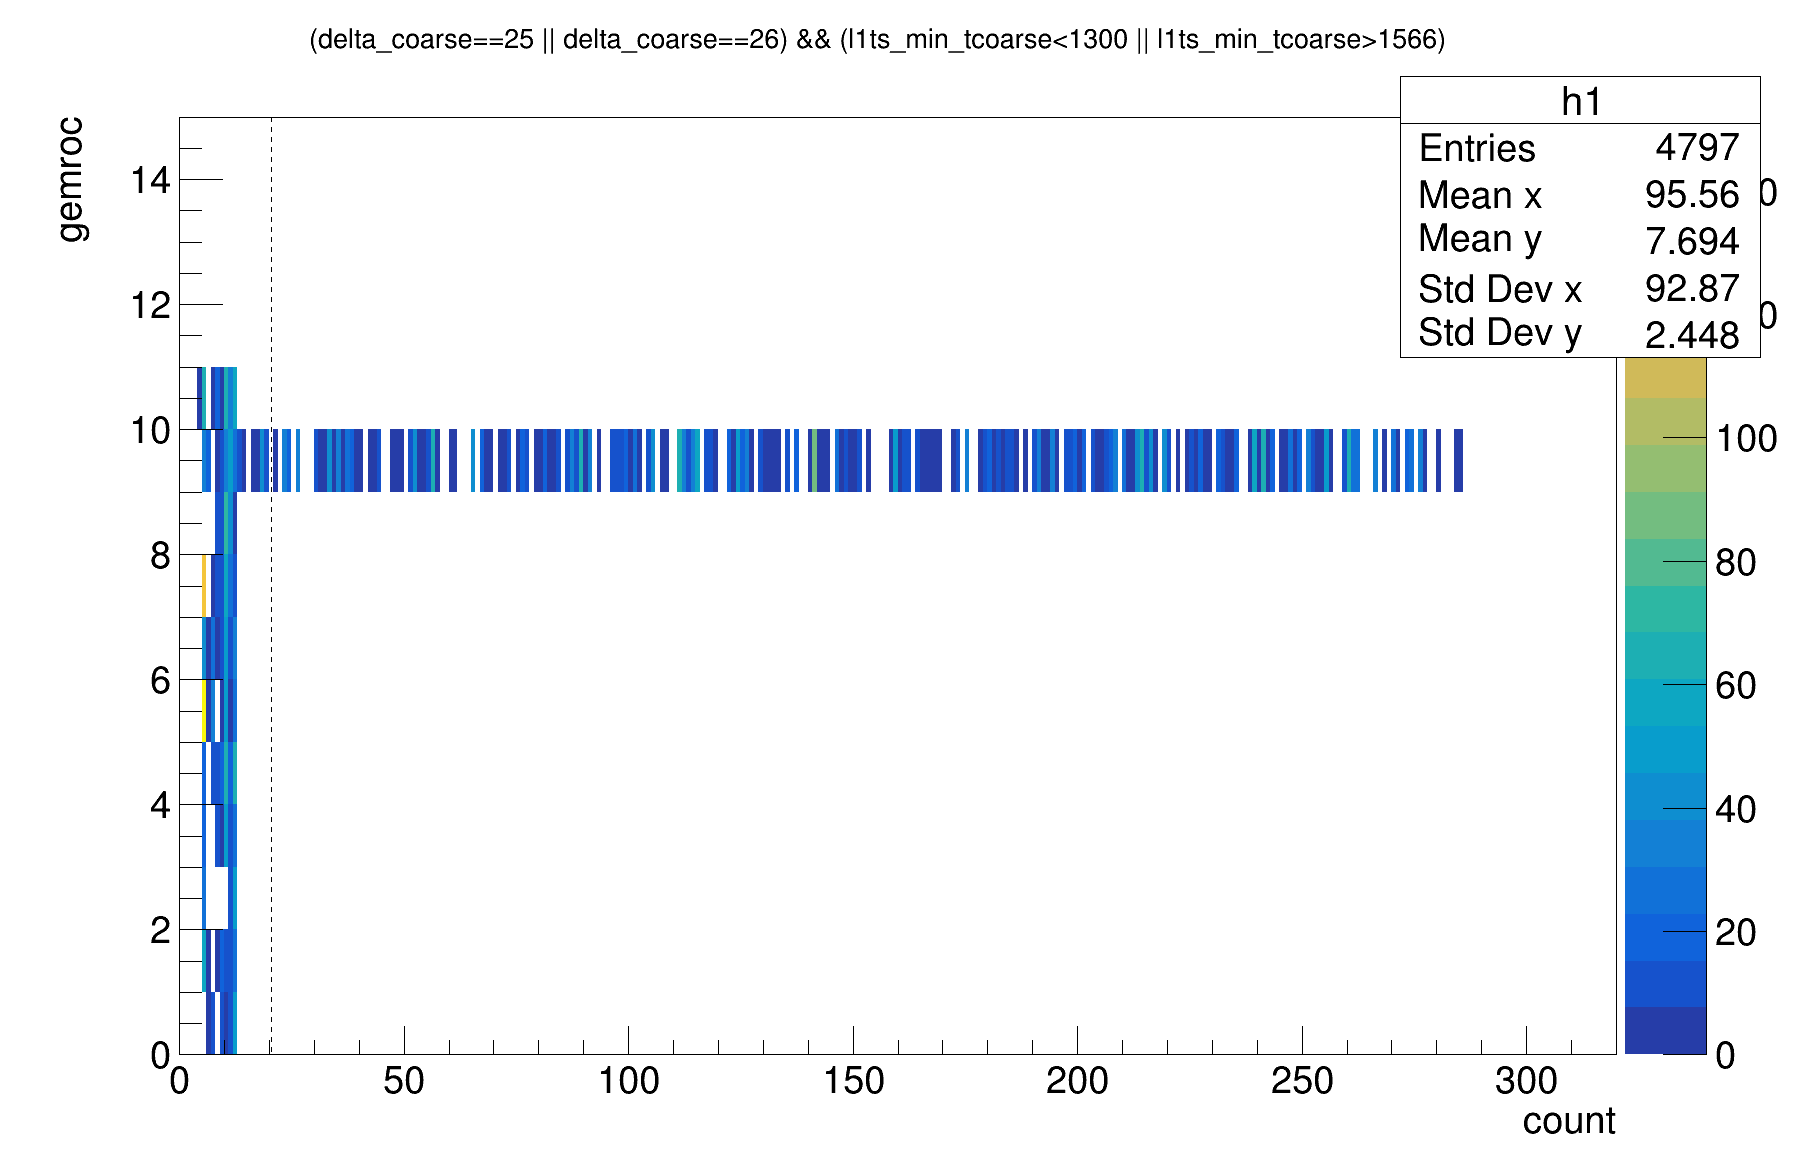 (delta_coarse==25 || delta_coarse==26) && (l1ts_min_tcoarse<1300 || l1ts_min_tcoarse>1566)
h1
Entries 4797
Mean x 95.56
Mean y 7.694
Std Dev x 92.87
Std Dev y 2.448
gemroc
14
12
10
8
6
4
2
0
0 50 100 150 200 250 300
count
0
0
100
80
60
40
20
0